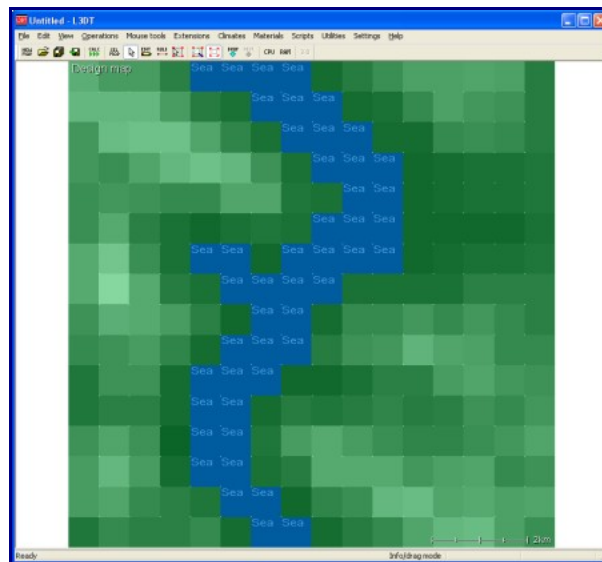 Untitled - L3DT
File Edit View Operations Mouse tools Extensions Climates Materials Scripts Utilities Settings Help
CPU RAM
Design map
Sea Sea Sea Sea
Sea Sea Sea
Sea Sea Sea
Sea Sea Sea
Sea Sea
Sea Sea Sea
Sea Sea Sea Sea Sea Sea
Sea Sea Sea Sea
Sea Sea
Sea Sea Sea
Sea Sea Sea
Sea Sea
Sea Sea
Sea Sea
Sea Sea
Sea Sea
2km
Ready Info/drag mode